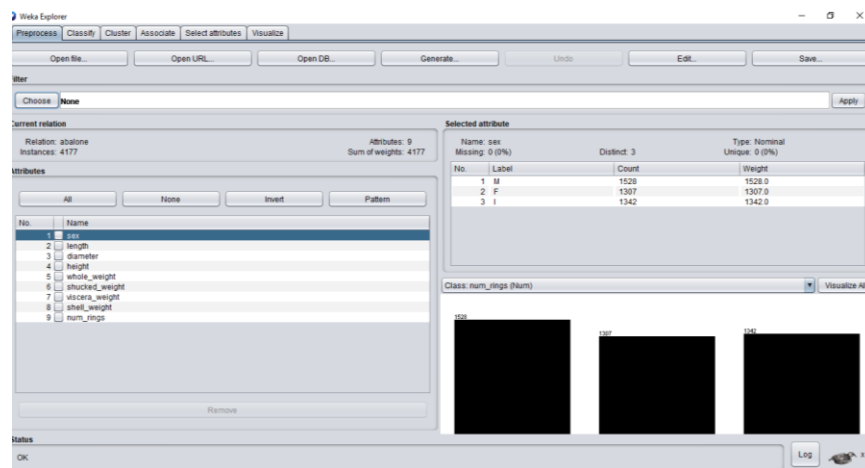 Weka Explorer
Preprocess Classify Cluster Associate Select attributes Visualize
Open file... Open URL... Open DB... Generate... Undo Edit... Save...
Filter
Choose None Apply
Current relation
Relation: abalone Attributes: 9
Instances: 4177 Sum of weights: 4177
Selected attribute
Name: sex Type: Nominal
Missing: 0 (0%) Distinct: 3 Unique: 0 (0%)
No. Label Count Weight
1 M 1528 1528.0
2 F 1307 1307.0
3 I 1342 1342.0
Attributes
All None Invert Pattern
No. Name
1 sex
2 length
3 diameter
4 height
5 whole_weight
6 shucked_weight
7 viscera_weight
8 shell_weight
9 num_rings
Remove
Class: num_rings (Num) Visualize All
1528 1307 1342
Status
OK
Log x